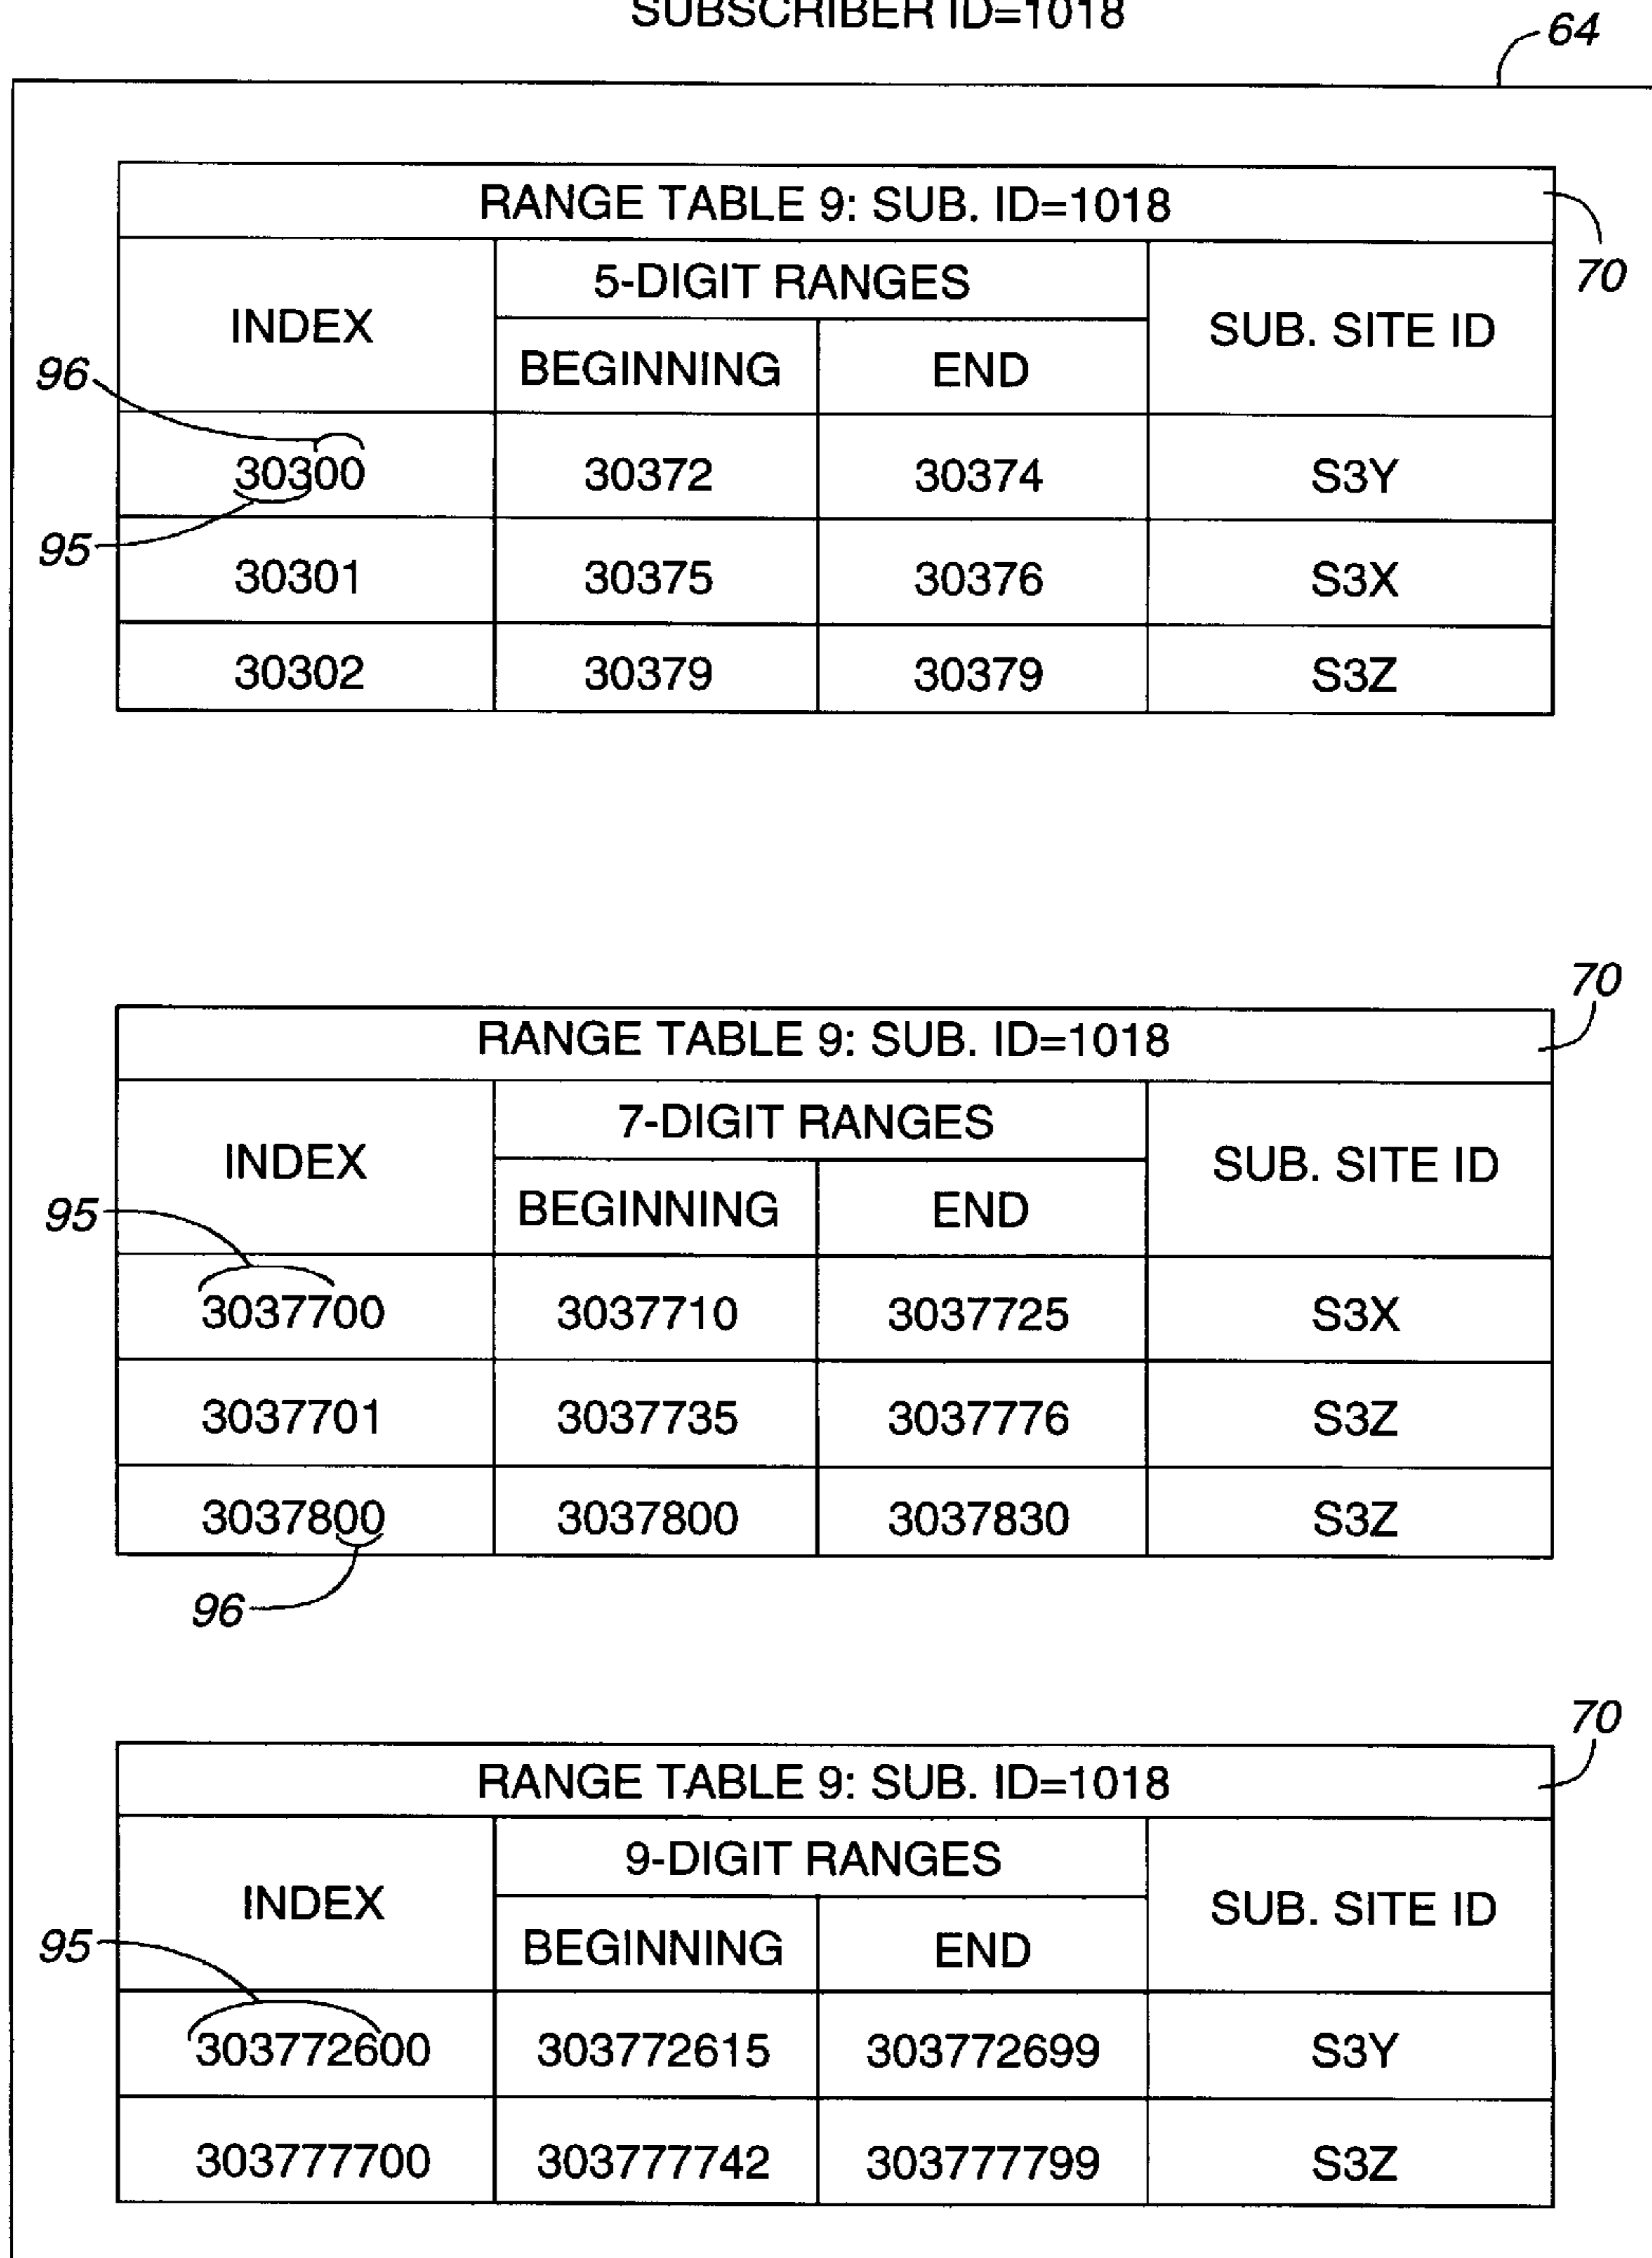 SUBSCRIBER ID=1018
64
RANGE TABLE 9: SUB. ID=1018
70
INDEX
5-DIGIT RANGES
SUB. SITE ID
BEGINNING
END
96
30300
30372
30374
S3Y
95
30301
30375
30376
S3X
30302
30379
30379
S3Z
70
RANGE TABLE 9: SUB. ID=1018
INDEX
7-DIGIT RANGES
SUB. SITE ID
BEGINNING
END
95
3037700
3037710
3037725
S3X
3037701
3037735
3037776
S3Z
3037800
3037800
3037830
S3Z
96
70
RANGE TABLE 9: SUB. ID=1018
INDEX
9-DIGIT RANGES
SUB. SITE ID
BEGINNING
END
95
303772600
303772615
303772699
S3Y
303777700
303777742
303777799
S3Z